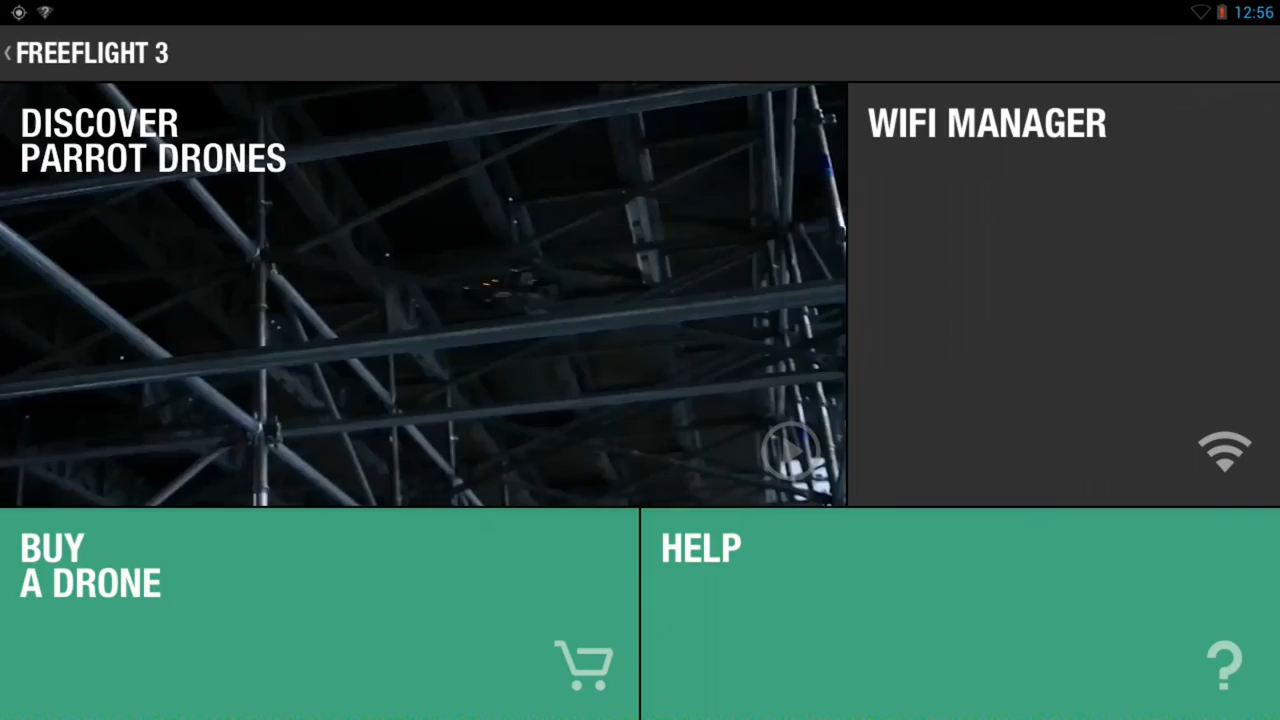 12:56
FREEFLIGHT 3
DISCOVER
PARROT DRONES
WIFI MANAGER
BUY
A DRONE
HELP